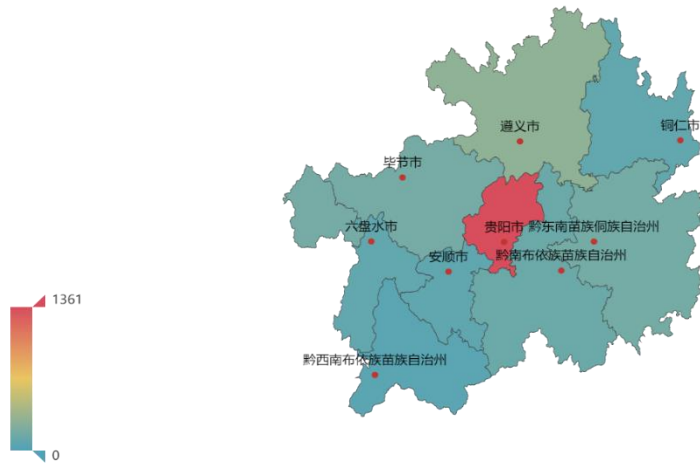 遵义市
铜仁市
毕节市
六盘水市
贵阳市
黔东南苗族侗族自治州
安顺市
黔南布依族苗族自治州
1361
黔西南布依族苗族自治州
0